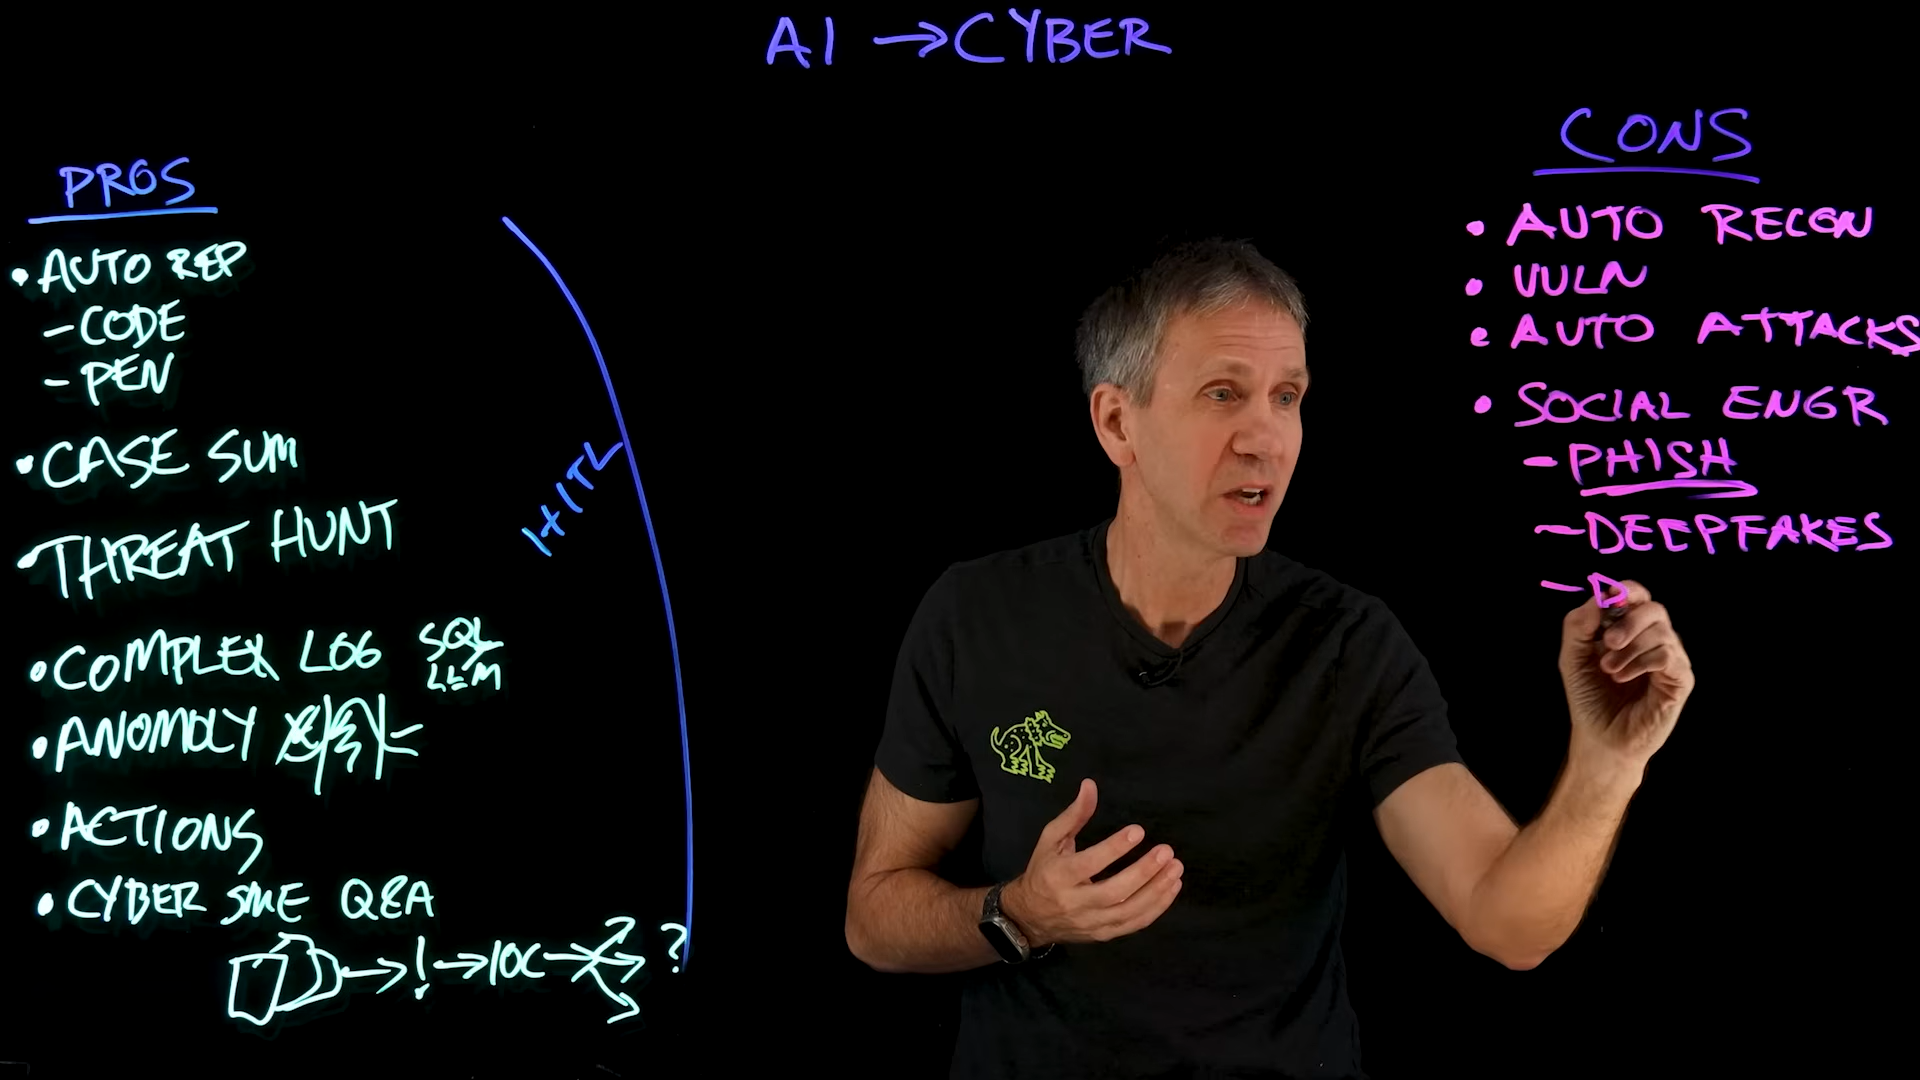 AI → CYBER
PROS
• AUTO REP
- CODE
- PEN
• CASE SUM
• THREAT HUNT
• COMPLEX LOG SQL
LLM
• ANOMOLY
• ACTIONS
• CYBER SME Q&A
→ ! → IOC → ?
HITL
CONS
• AUTO RECON
• VULN
• AUTO ATTACKS
• SOCIAL ENGR
- PHISH
- DEEPFAKES
- D